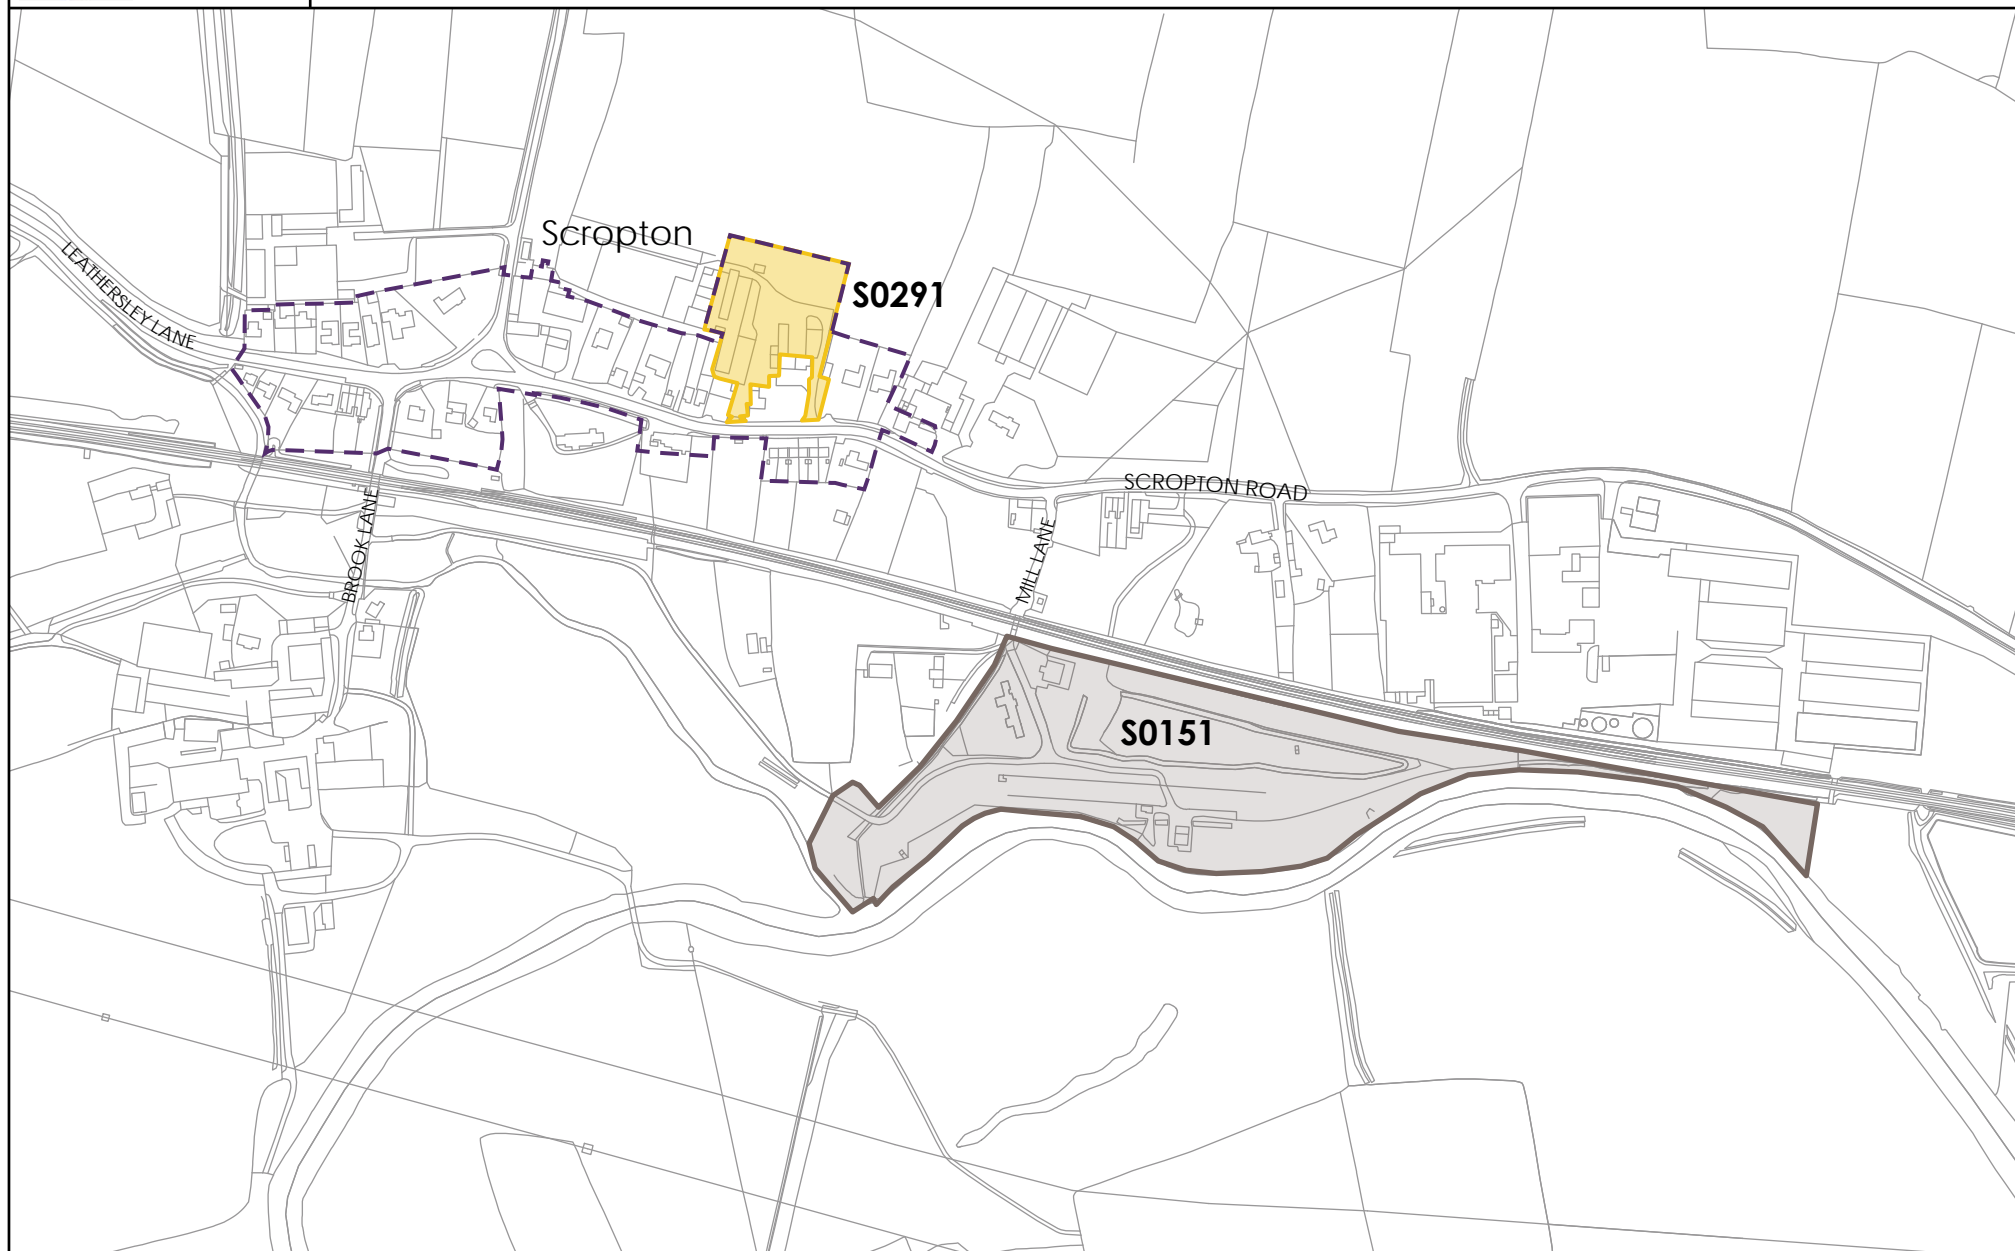 Scropton
LEATHERSLEY LANE
S0291
SCROPTON ROAD
BROOK LANE
MILL LANE
S0151